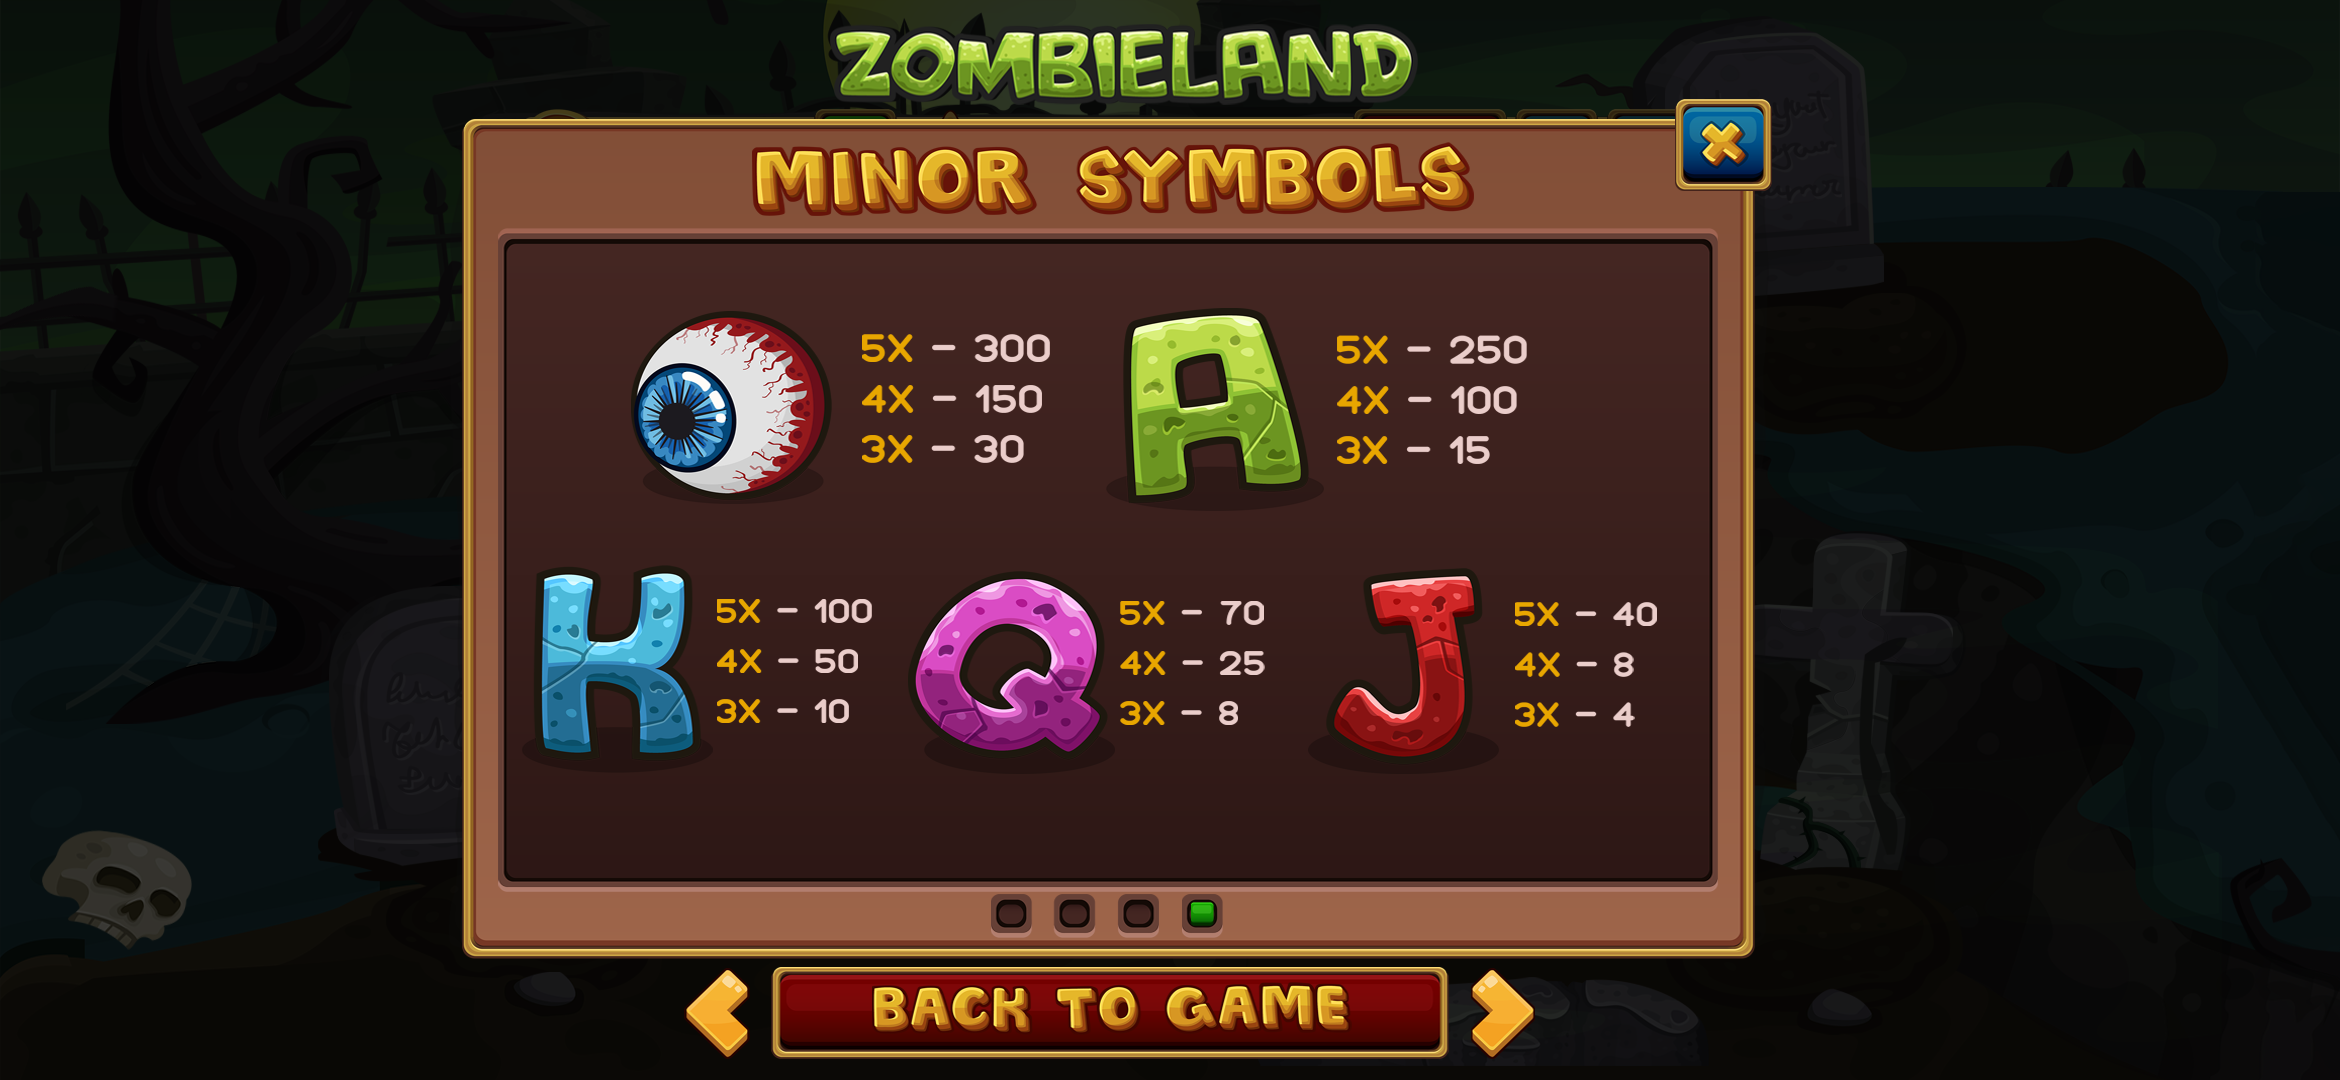 ZOMBIELAND
MINOR SYMBOLS
5X – 300
4X – 150
3X – 30
A
5X – 250
4X – 100
3X – 15
K
5X – 100
4X – 50
3X – 10
Q
5X – 70
4X – 25
3X – 8
J
5X – 40
4X – 8
3X – 4
BACK TO GAME